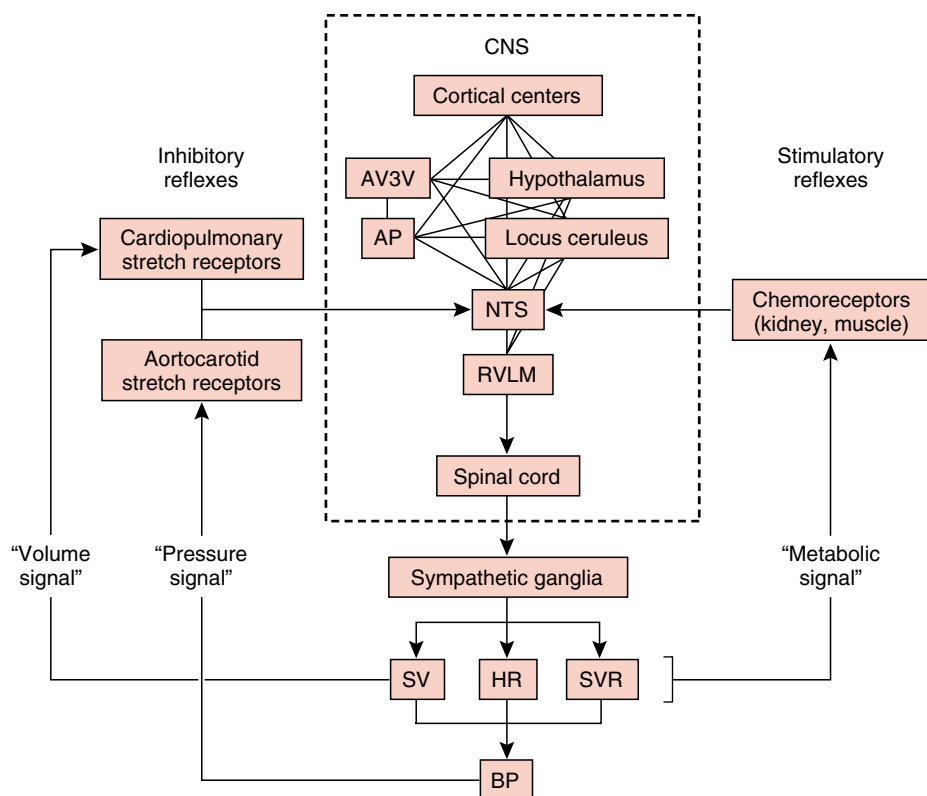 CNS
Cortical centers
Inhibitory
reflexes
Stimulatory
reflexes
AV3V
Hypothalamus
AP
Locus ceruleus
Cardiopulmonary
stretch receptors
NTS
Chemoreceptors
(kidney, muscle)
Aortocarotid
stretch receptors
RVLM
Spinal cord
“Volume
signal”
“Pressure
signal”
“Metabolic
signal”
Sympathetic ganglia
SV
HR
SVR
BP